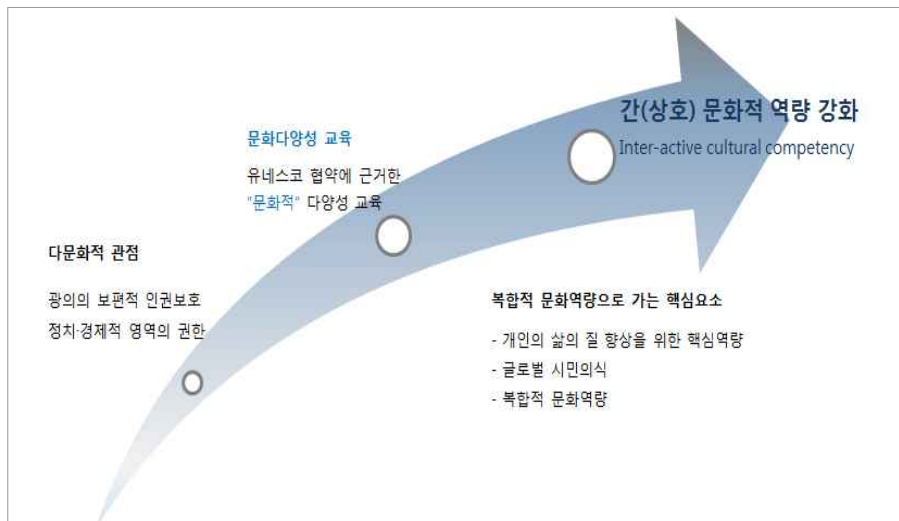 간(상호) 문화적 역량 강화
Inter-active cultural competency
문화다양성 교육
유네스코 협약에 근거한
"문화적" 다양성 교육
다문화적 관점
광의의 보편적 인권보호
정치·경제적 영역의 권한
복합적 문화역량으로 가는 핵심요소
- 개인의 삶의 질 향상을 위한 핵심역량
- 글로벌 시민의식
- 복합적 문화역량